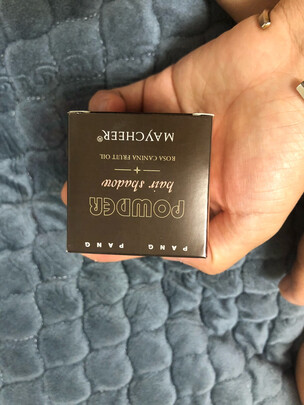 PANG PANG
POWDER
hair shadow
+
ROSA CANINA FRUIT OIL
MAYCHEER®